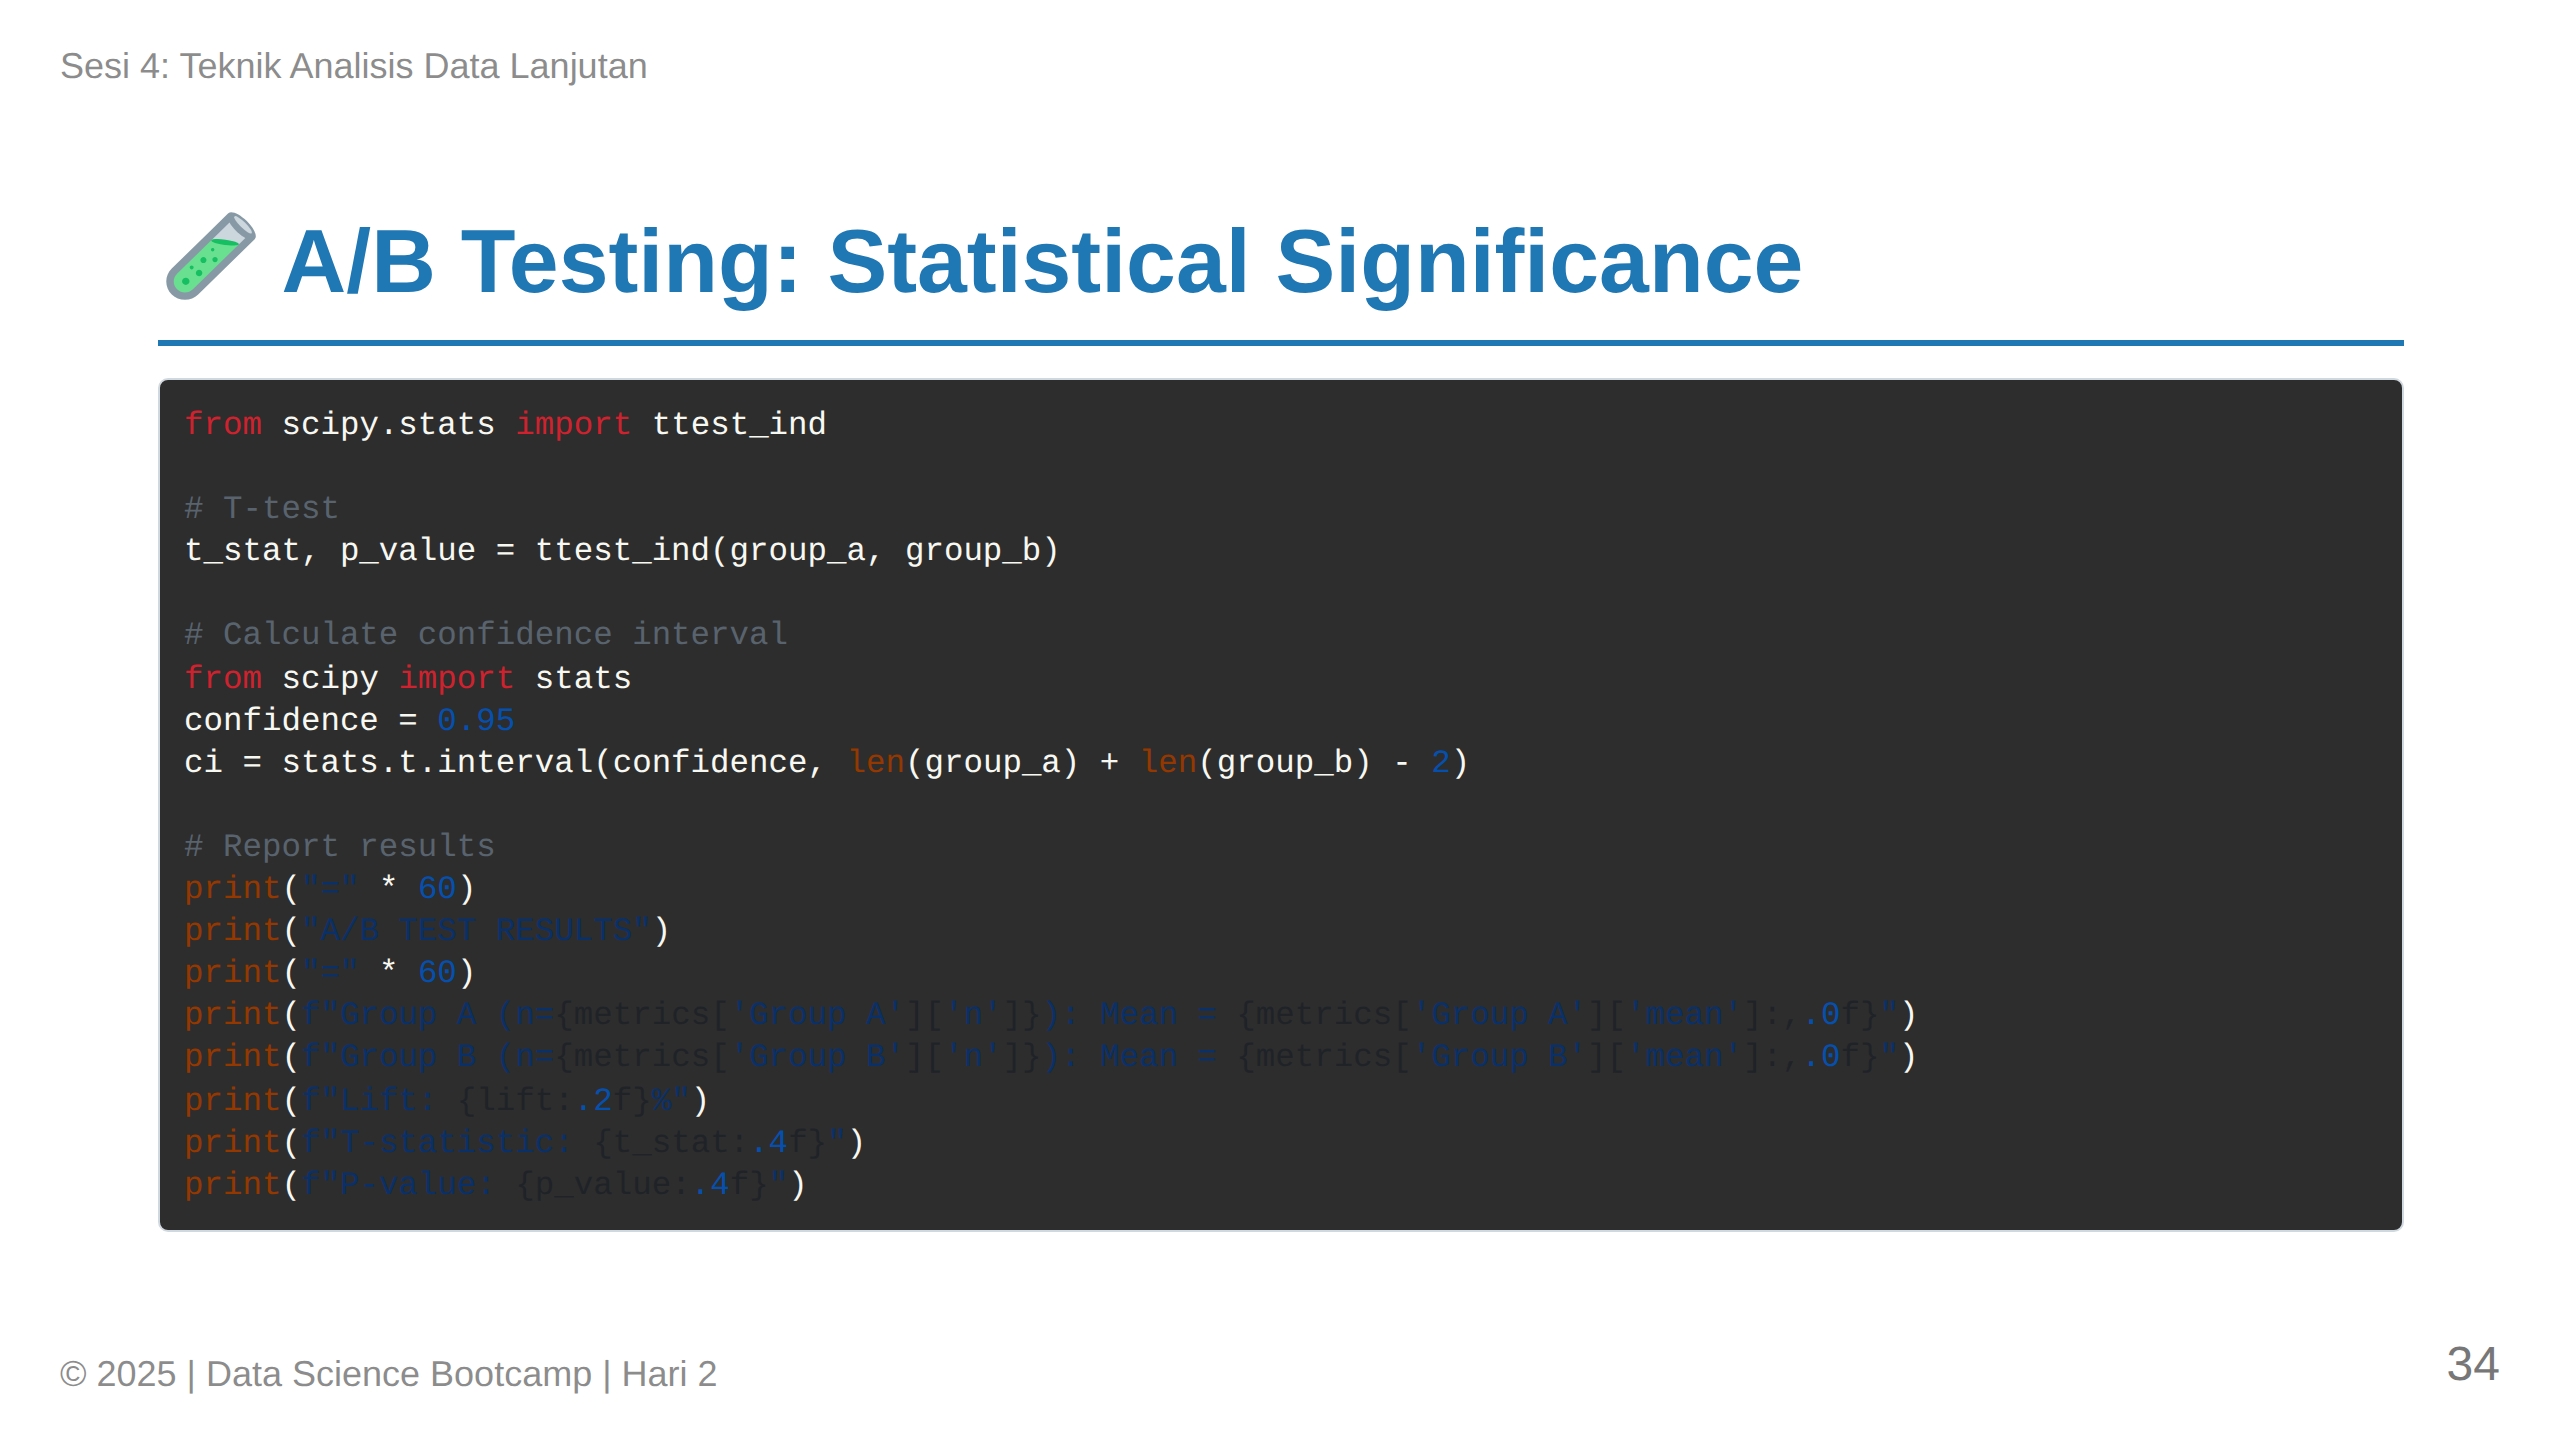 Sesi 4: Teknik Analisis Data Lanjutan
A/B Testing: Statistical Significance
from scipy.stats import ttest_ind
# T-test
t_stat, p_value = ttest_ind(group_a, group_b)
# Calculate confidence interval
from scipy import stats
confidence = 0.95
ci = stats.t.interval(confidence, len(group_a) + len(group_b) - 2)
# Report results
print("=" * 60)
print("A/B TEST RESULTS")
print("=" * 60)
print(f"Group A (n={metrics['Group A']['n']}): Mean = {metrics['Group A']['mean']:,.0f}")
print(f"Group B (n={metrics['Group B']['n']}): Mean = {metrics['Group B']['mean']:,.0f}")
print(f"Lift: {lift:.2f}%")
print(f"T-statistic: {t_stat:.4f}")
print(f"P-value: {p_value:.4f}")
© 2025 | Data Science Bootcamp | Hari 2
34